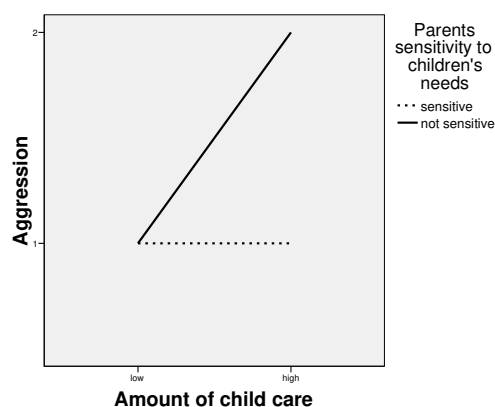 Parents
sensitivity to
children's
needs
sensitive
not sensitive
2
Aggression
1
low high
Amount of child care